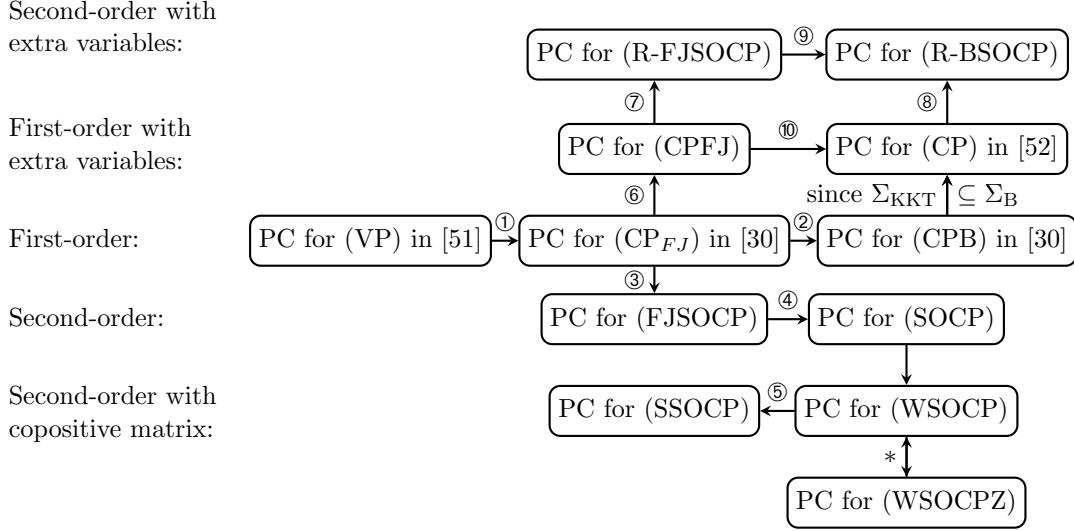 Second-order with
extra variables:
PC for (R-FJSOCP)
⑨
PC for (R-BSOCP)
⑦
⑧
First-order with
extra variables:
PC for (CPFJ)
⑩
PC for (CP) in [52]
⑥
since Σ_KKT ⊆ Σ_B
First-order:
PC for (VP) in [51]
①
PC for (CP_FJ) in [30]
②
PC for (CPB) in [30]
③
Second-order:
PC for (FJSOCP)
④
PC for (SOCP)
Second-order with
copositive matrix:
PC for (SSOCP)
⑤
PC for (WSOCP)
*
PC for (WSOCPZ)